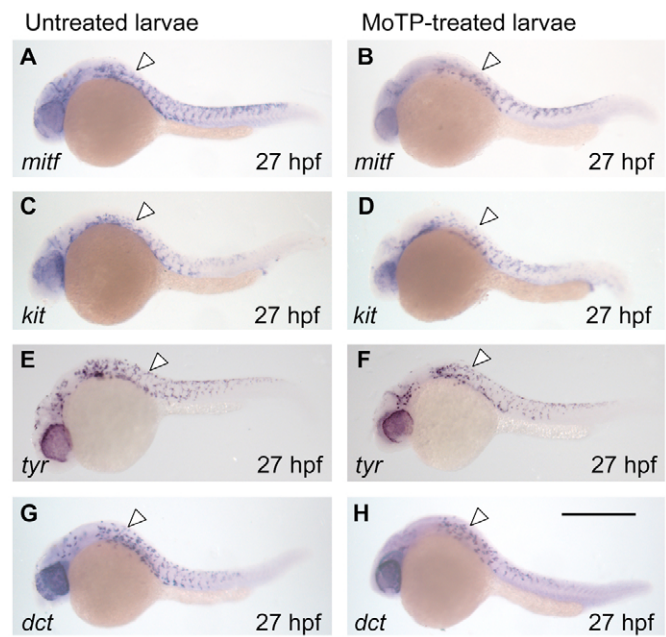 Untreated larvae MoTP-treated larvae
A B
mitf 27 hpf mitf 27 hpf
C D
kit 27 hpf kit 27 hpf
E F
tyr 27 hpf tyr 27 hpf
G H
dct 27 hpf dct 27 hpf